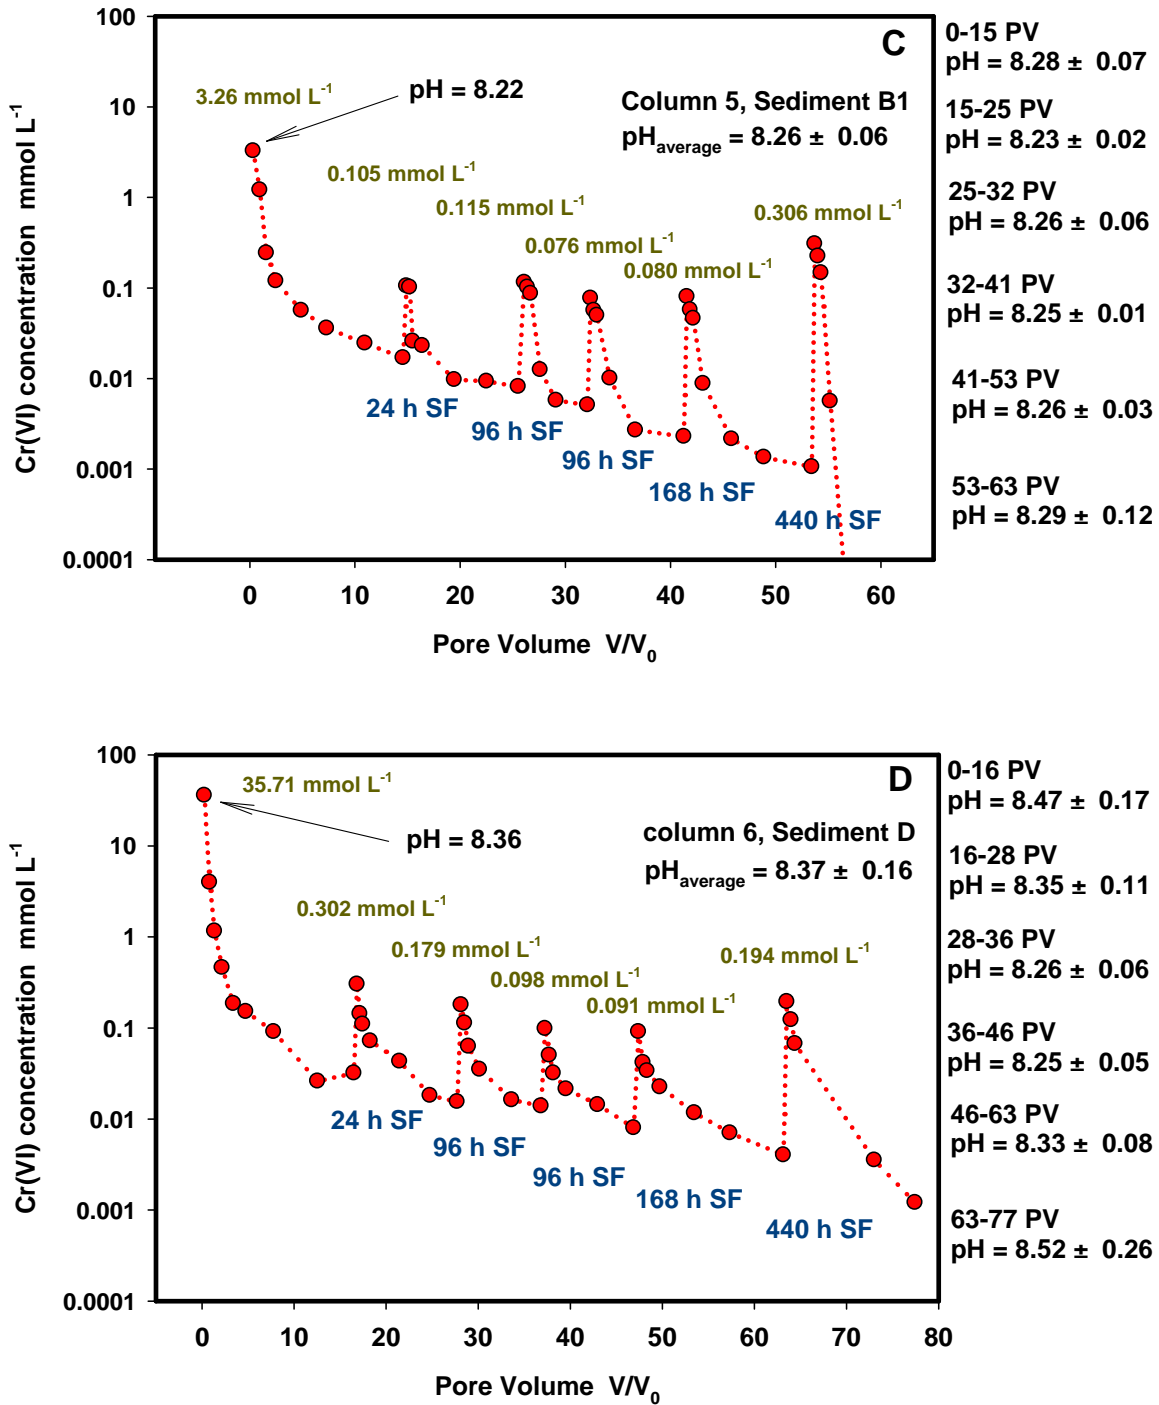 C
Column 5, Sediment B1
pH_average = 8.26 ± 0.06
pH = 8.22
3.26 mmol L^-1
0.105 mmol L^-1
0.115 mmol L^-1
0.076 mmol L^-1
0.080 mmol L^-1
0.306 mmol L^-1
24 h SF
96 h SF
96 h SF
168 h SF
440 h SF
Cr(VI) concentration mmol L^-1
100
10
1
0.1
0.01
0.001
0.0001
0 10 20 30 40 50 60
Pore Volume V/V_0
0-15 PV
pH = 8.28 ± 0.07
15-25 PV
pH = 8.23 ± 0.02
25-32 PV
pH = 8.26 ± 0.06
32-41 PV
pH = 8.25 ± 0.01
41-53 PV
pH = 8.26 ± 0.03
53-63 PV
pH = 8.29 ± 0.12
D
column 6, Sediment D
pH_average = 8.37 ± 0.16
pH = 8.36
35.71 mmol L^-1
0.302 mmol L^-1
0.179 mmol L^-1
0.098 mmol L^-1
0.091 mmol L^-1
0.194 mmol L^-1
24 h SF
96 h SF
96 h SF
168 h SF
440 h SF
Cr(VI) concentration mmol L^-1
100
10
1
0.1
0.01
0.001
0.0001
0 10 20 30 40 50 60 70 80
Pore Volume V/V_0
0-16 PV
pH = 8.47 ± 0.17
16-28 PV
pH = 8.35 ± 0.11
28-36 PV
pH = 8.26 ± 0.06
36-46 PV
pH = 8.25 ± 0.05
46-63 PV
pH = 8.33 ± 0.08
63-77 PV
pH = 8.52 ± 0.26